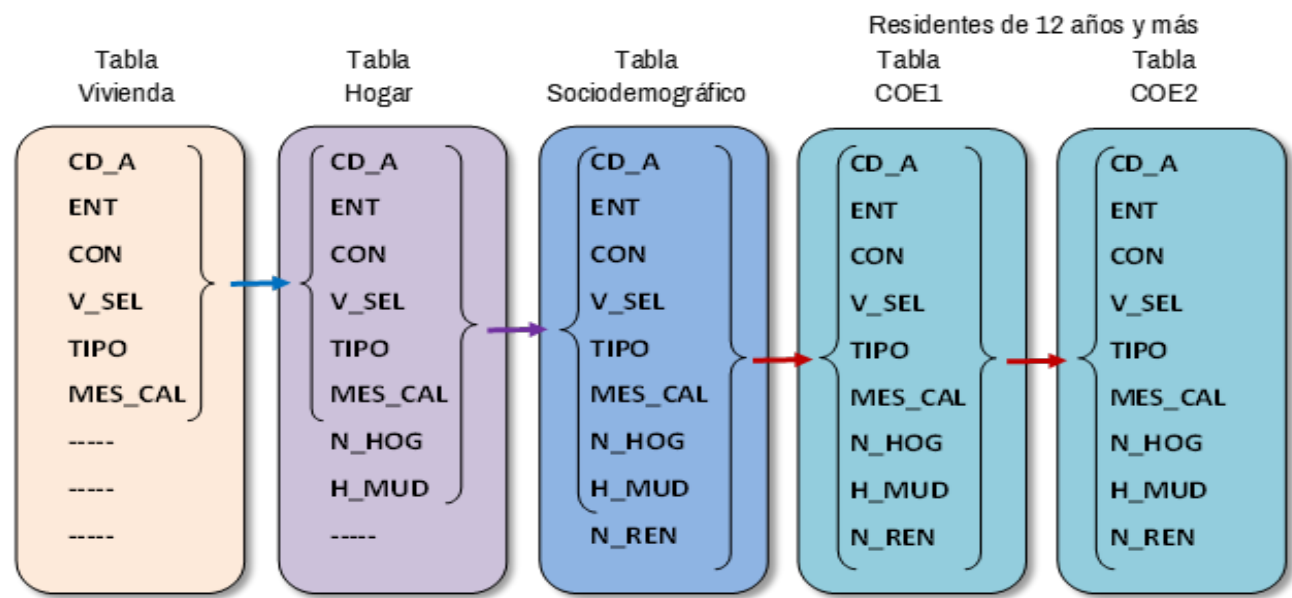 Residentes de 12 años y más
Tabla
Vivienda
Tabla
Hogar
Tabla
Sociodemográfico
Tabla
COE1
Tabla
COE2
CD_A
ENT
CON
V_SEL
TIPO
MES_CAL
-----
-----
-----
CD_A
ENT
CON
V_SEL
TIPO
MES_CAL
N_HOG
H_MUD
-----
CD_A
ENT
CON
V_SEL
TIPO
MES_CAL
N_HOG
H_MUD
N_REN
CD_A
ENT
CON
V_SEL
TIPO
MES_CAL
N_HOG
H_MUD
N_REN
CD_A
ENT
CON
V_SEL
TIPO
MES_CAL
N_HOG
H_MUD
N_REN